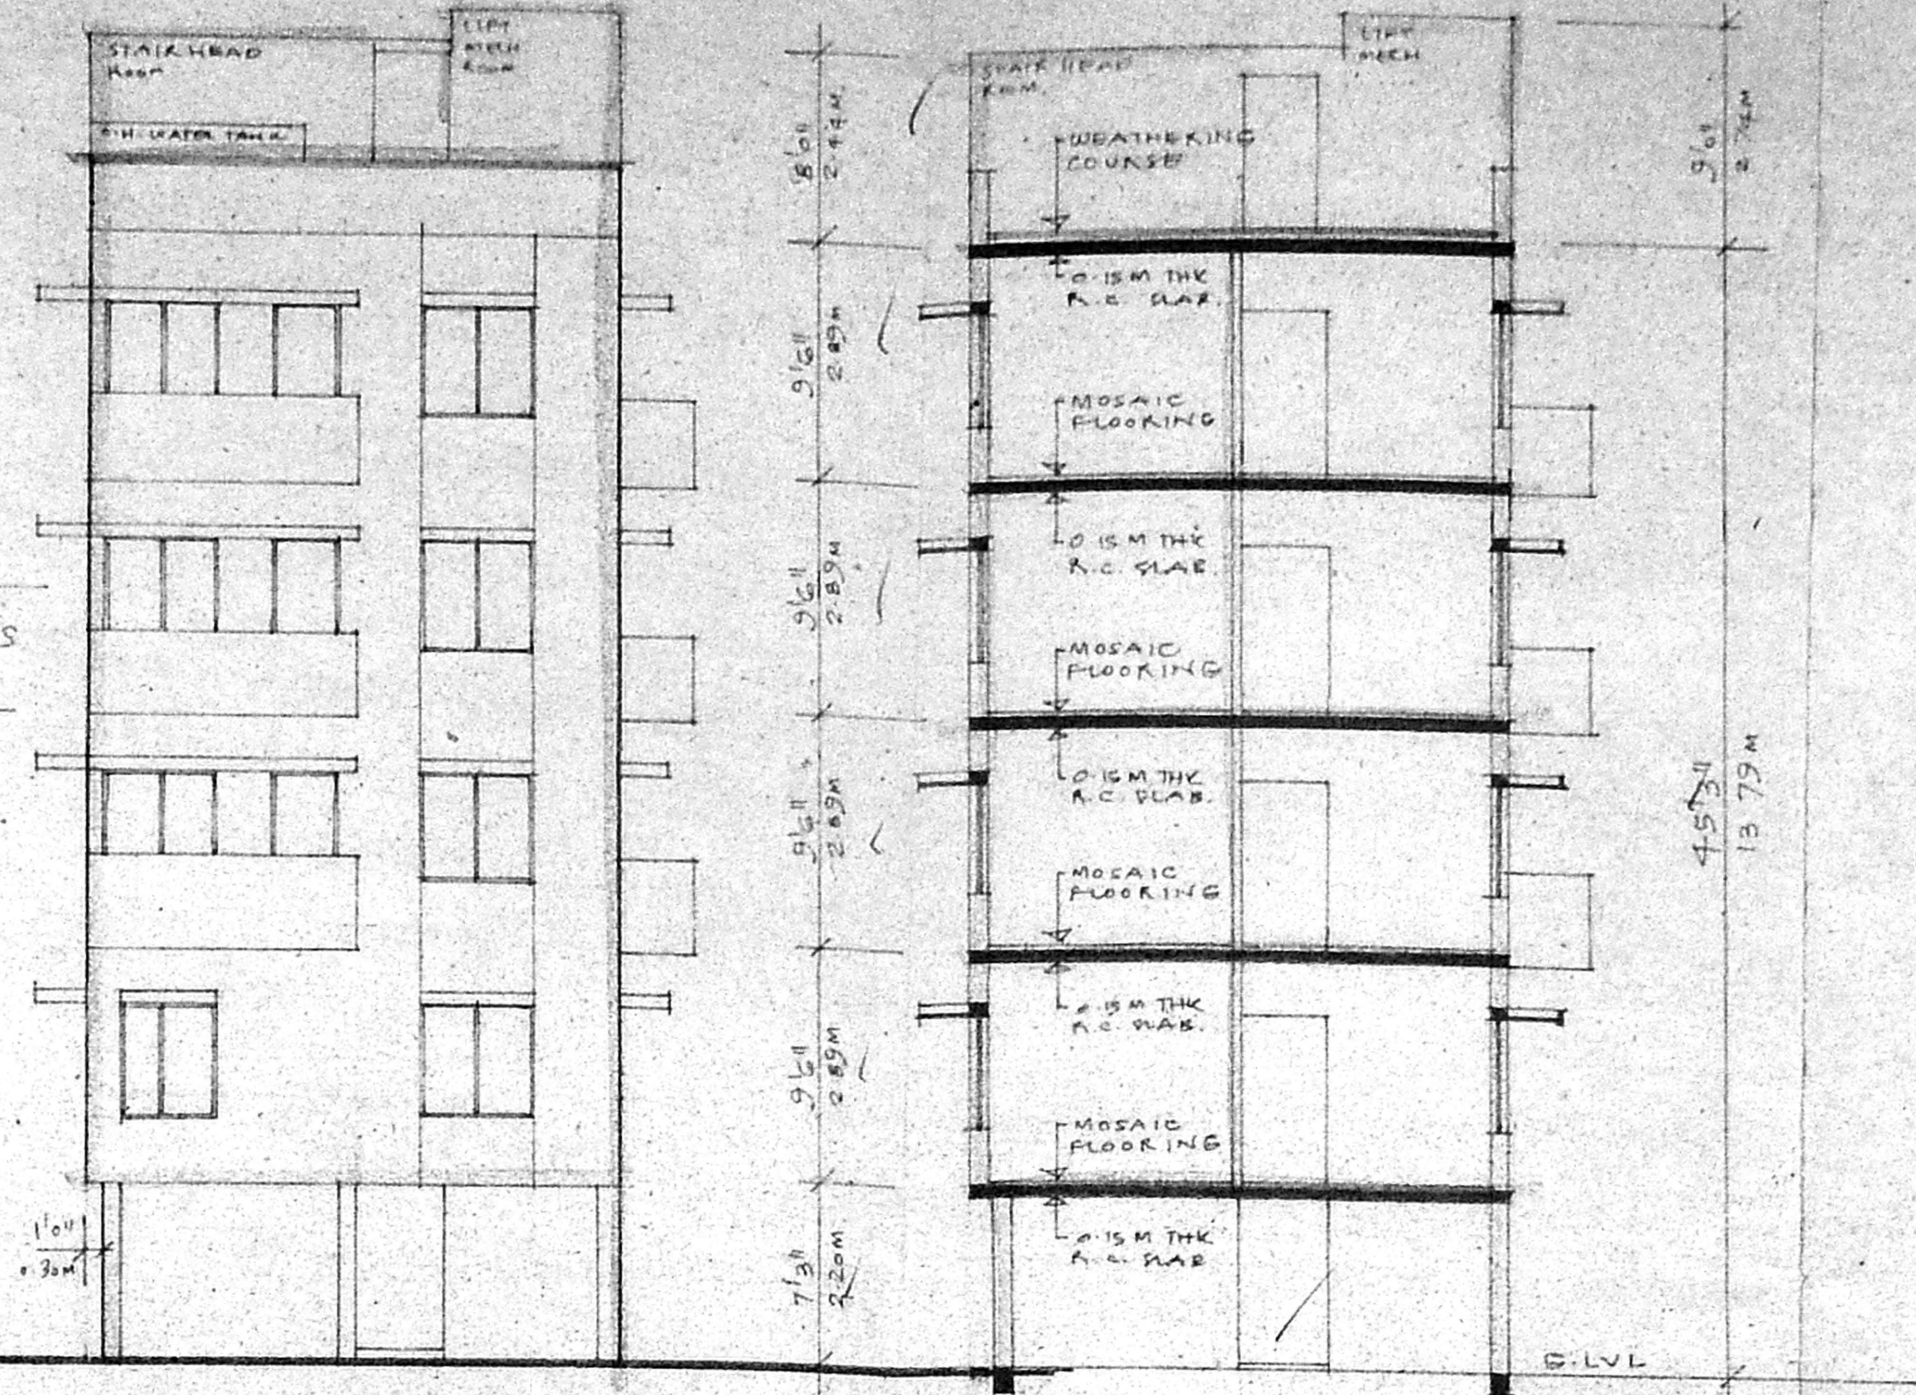 STAIR HEAD
ROOM
LIFT
MECH
ROOM
O.H. WATER TANK
1'0"
0.30M
8'0"
2.44M.
9'6"
2.89M
9'6"
2.89M
9'6"
2.89M
9'6"
2.89M
7'3"
2.20M
STAIR HEAD
ROOM.
LIFT
MECH
WEATHERING
COURSE
0.15M THK
R.C. SLAB.
MOSAIC
FLOORING
0.15M THK
R.C. SLAB.
MOSAIC
FLOORING
0.15M THK
R.C. SLAB.
MOSAIC
FLOORING
0.15M THK
R.C. SLAB.
MOSAIC
FLOORING
0.15M THK
R.C. SLAB
9'0"
2.74M
45'3"
13.79M
G.LVL
S